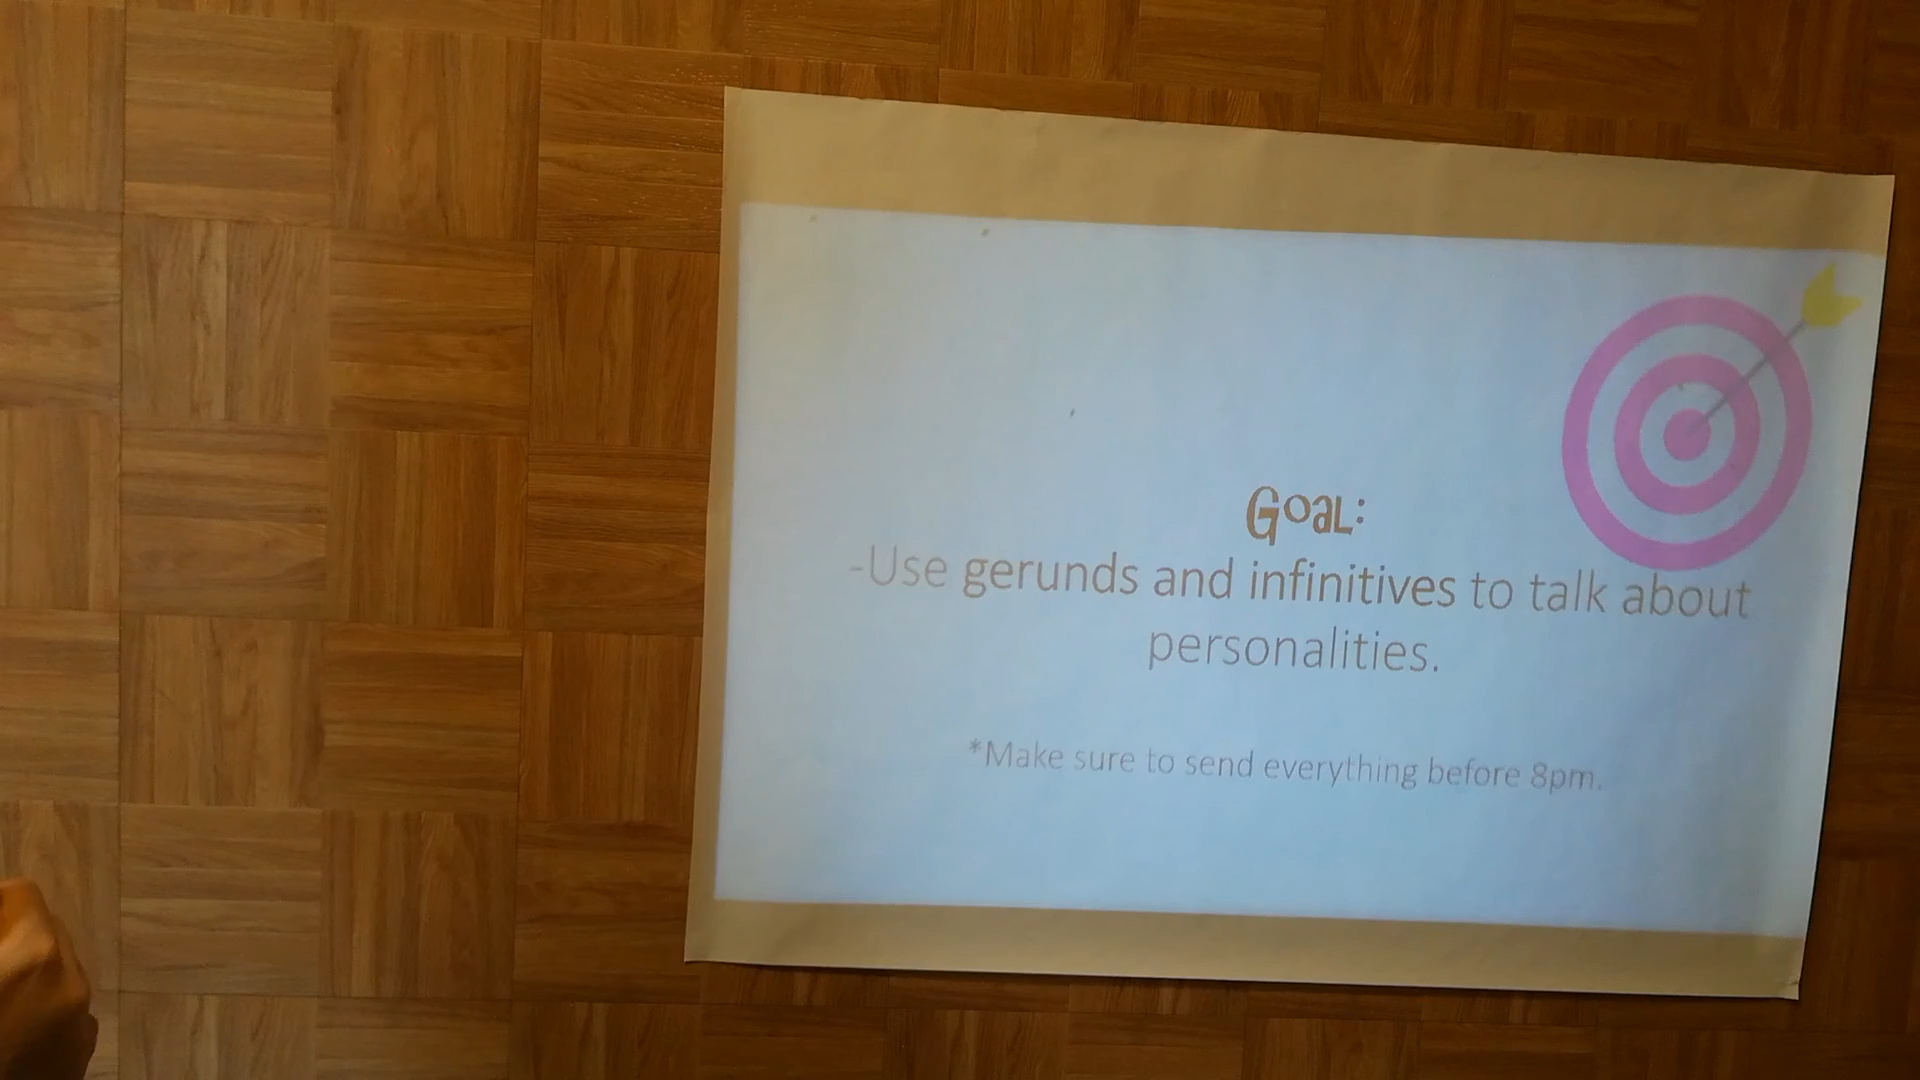 Goal:
-Use gerunds and infinitives to talk about
personalities.
*Make sure to send everything before 8pm.